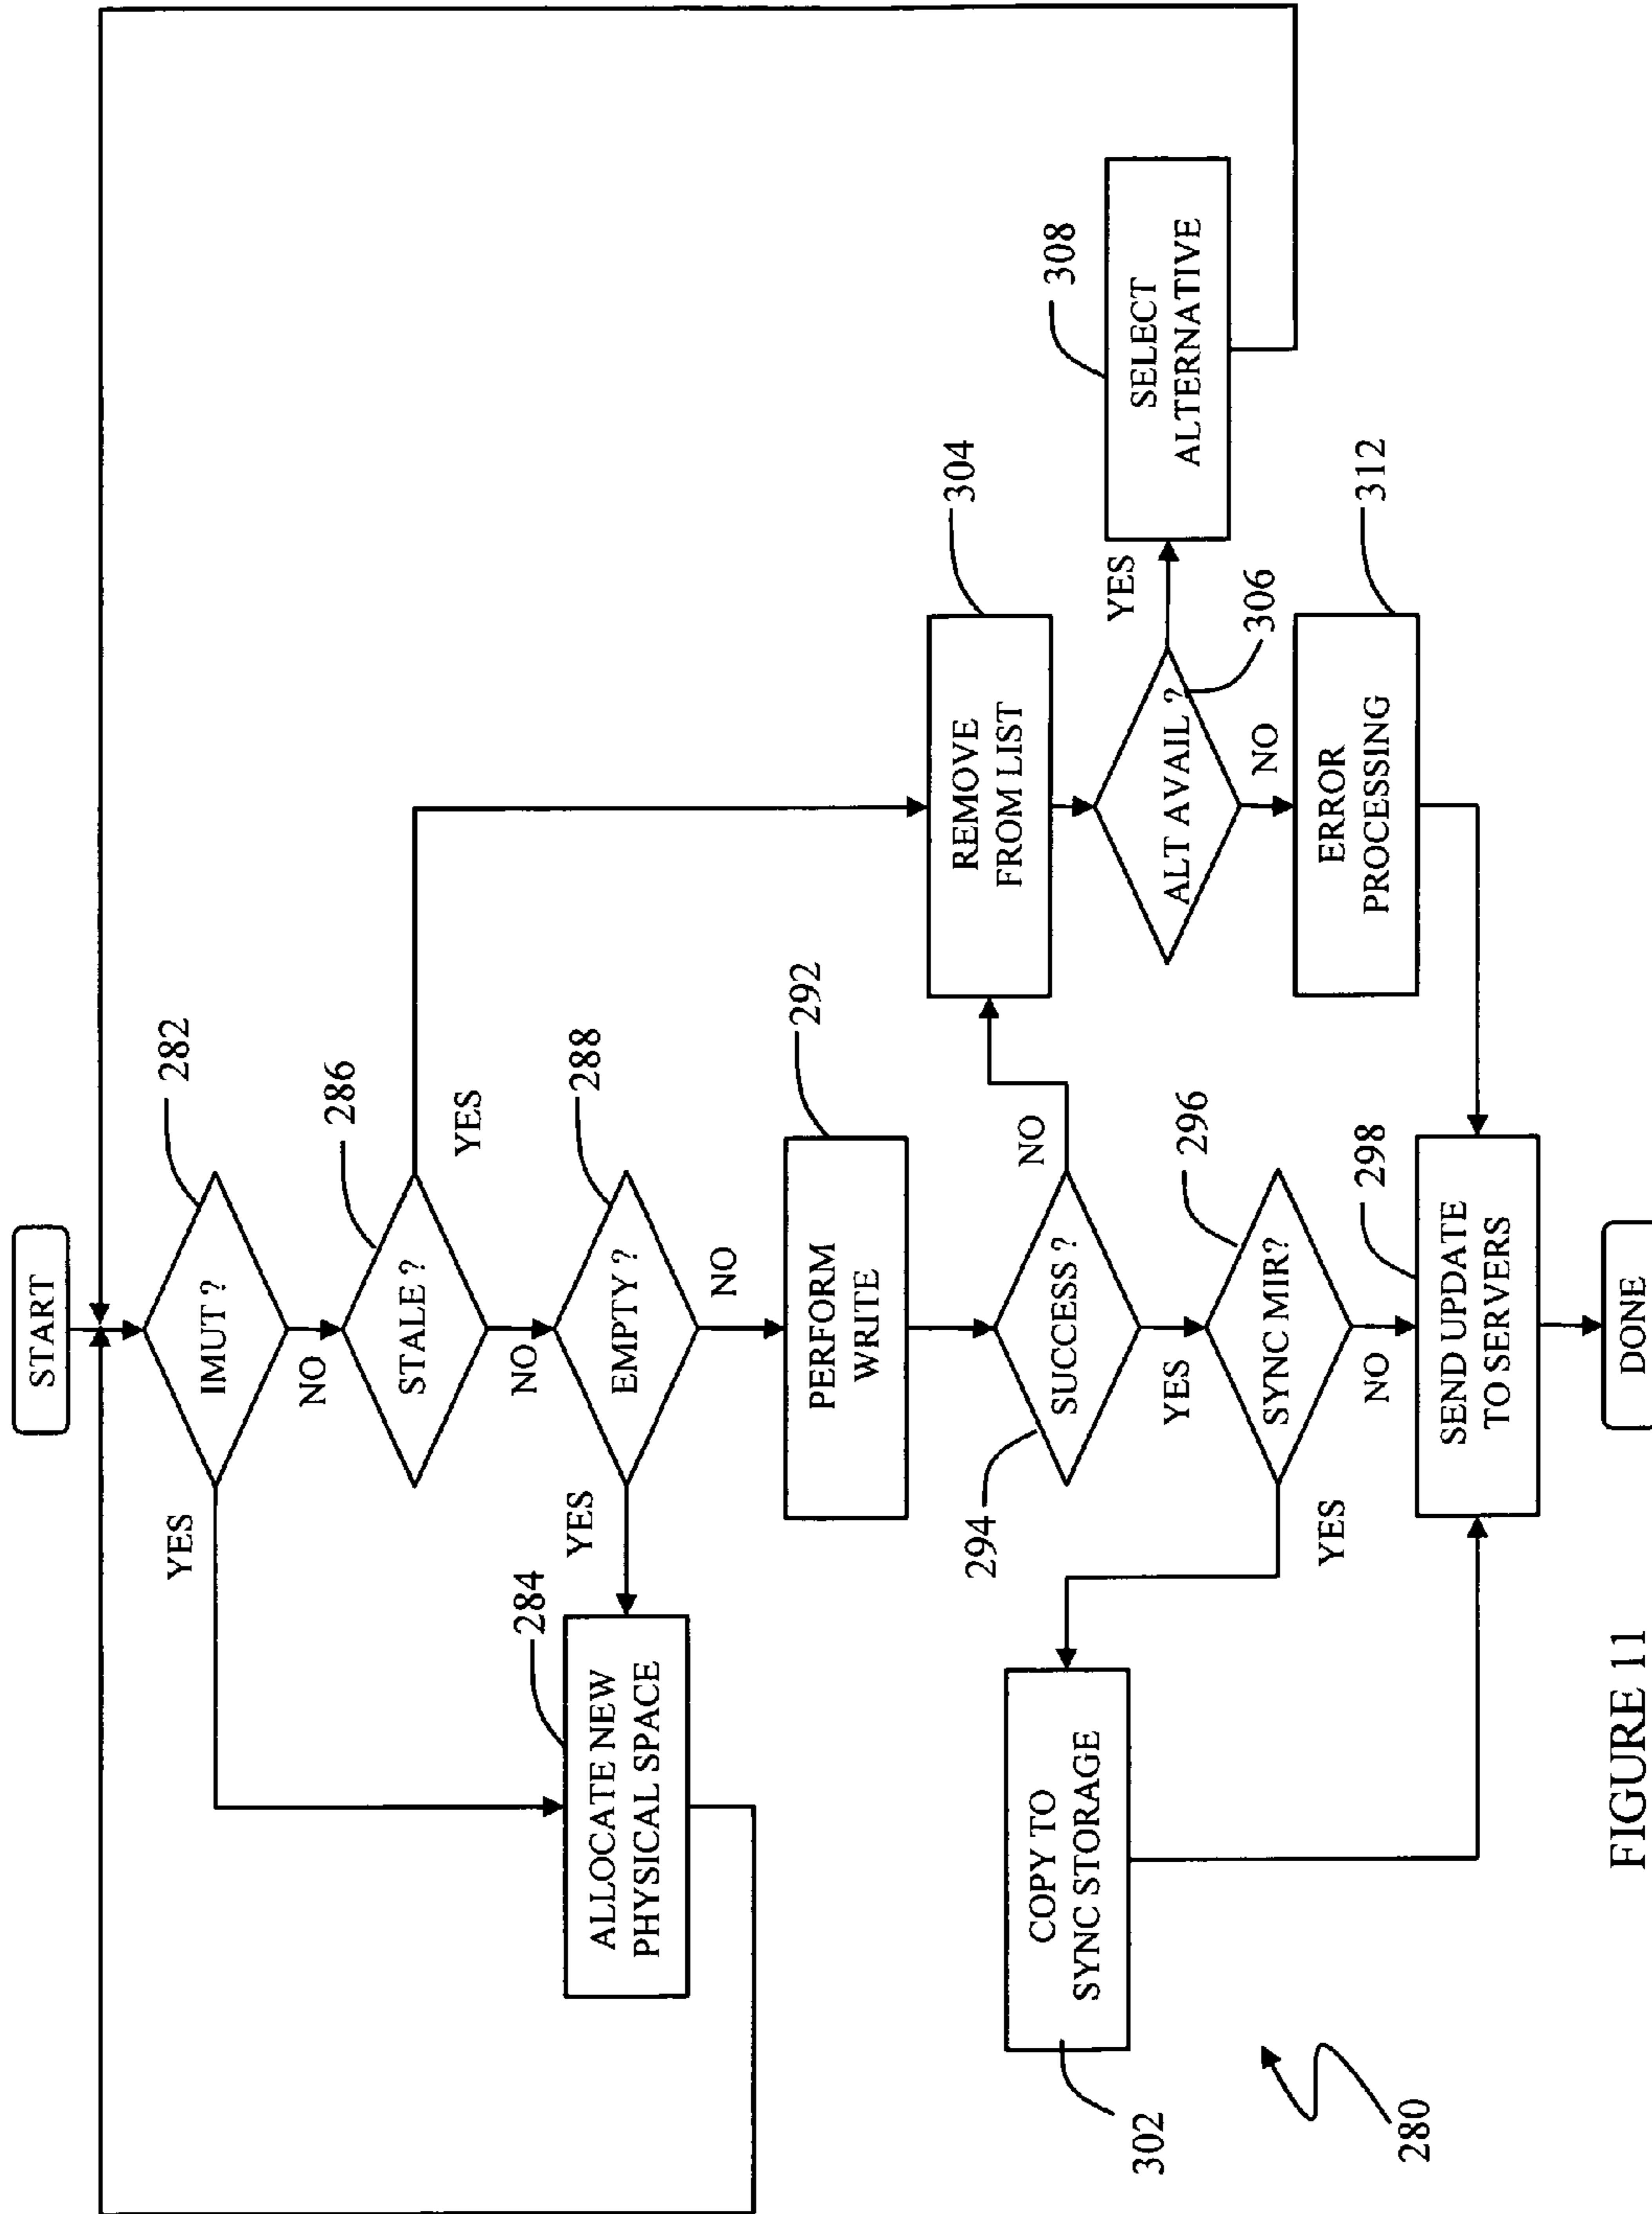 START
IMUT ?
282
YES
NO
STALE ?
286
YES
NO
EMPTY ?
288
YES
NO
284
ALLOCATE NEW
PHYSICAL SPACE
PERFORM
WRITE
292
SUCCESS ?
294
NO
YES
REMOVE
FROM LIST
304
SYNC MIR?
296
YES
NO
COPY TO
SYNC STORAGE
302
ALT AVAIL ?
306
YES
NO
SELECT
ALTERNATIVE
308
ERROR
PROCESSING
312
SEND UPDATE
TO SERVERS
298
DONE
280
FIGURE 11